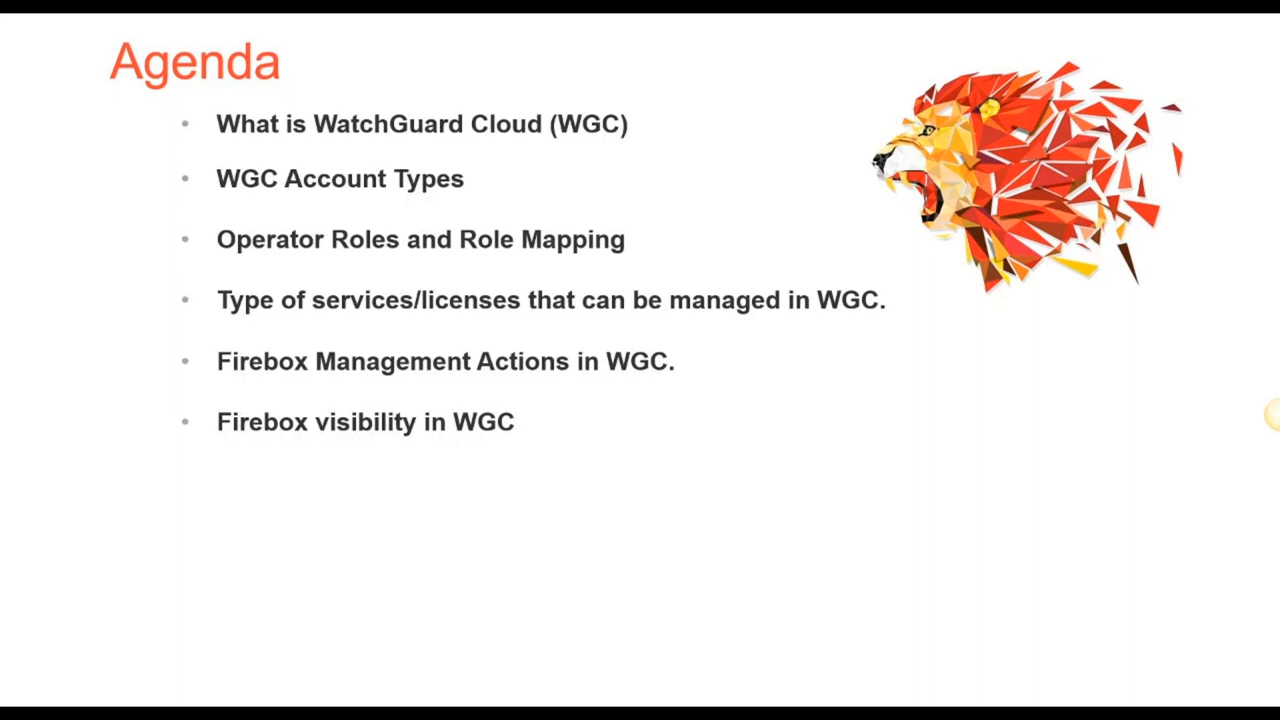 Agenda
• What is WatchGuard Cloud (WGC)
• WGC Account Types
• Operator Roles and Role Mapping
• Type of services/licenses that can be managed in WGC.
• Firebox Management Actions in WGC.
• Firebox visibility in WGC